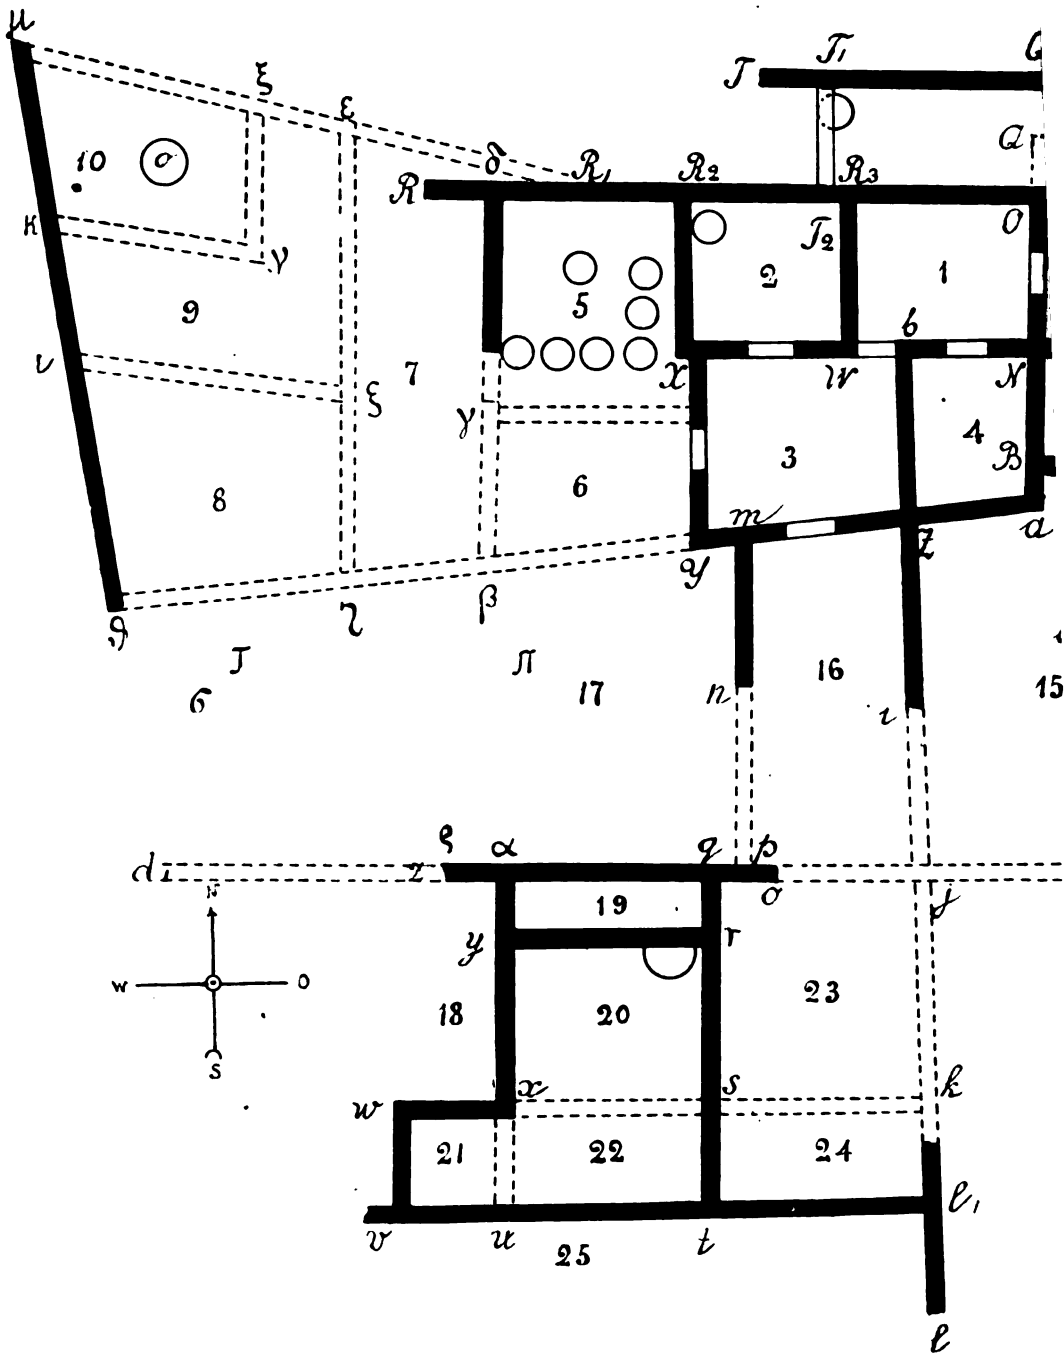 μ
T T₁
ξ ε
Q
10 σ
δ R₁ R₂ R₃
R O
T₂
κ γ
9 5 2 1
b
ι ξ 7 X W N
γ 3 4 B
8 6 m a
y Z
ϑ η β
Г Л 16
6 17 n i 15
ϱ α q p
d₁ z o j
N 19
y r
W O 18 20 23
S
w x s k
21 22 24
l₁
v u t
25
l